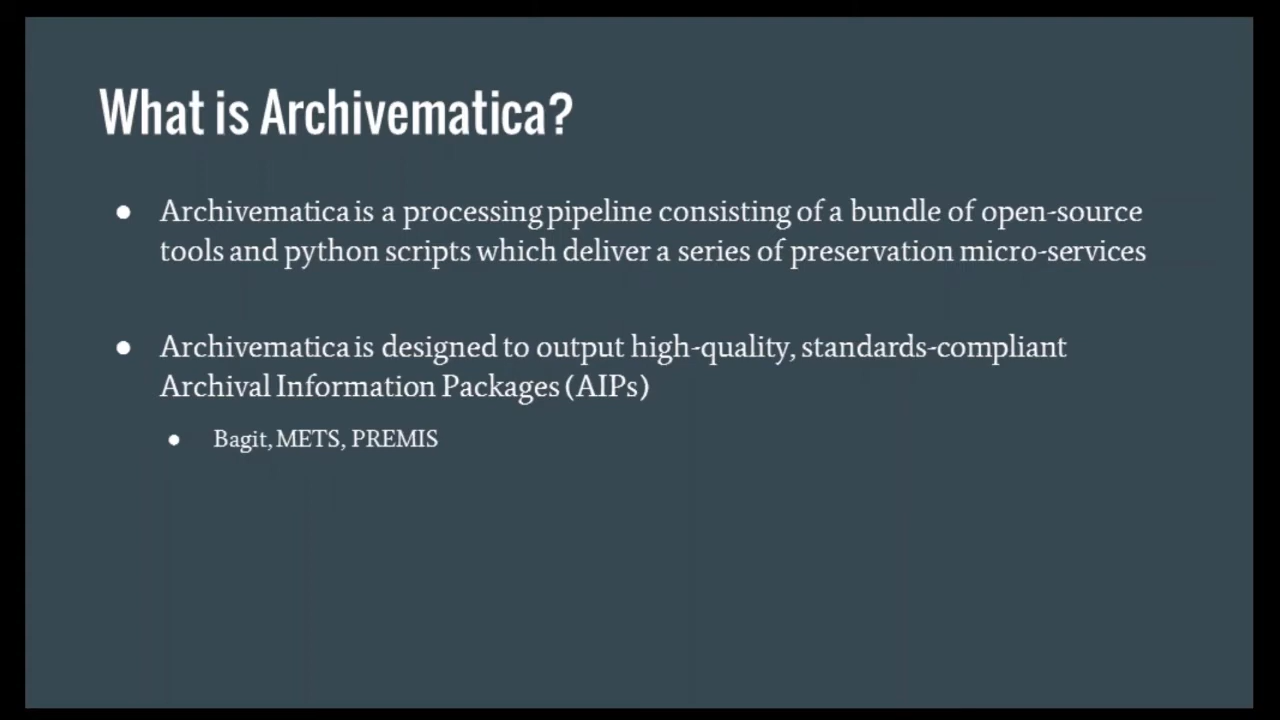 What is Archivematica?
● Archivematica is a processing pipeline consisting of a bundle of open-source
tools and python scripts which deliver a series of preservation micro-services
● Archivematica is designed to output high-quality, standards-compliant
Archival Information Packages (AIPs)
● Bagit, METS, PREMIS